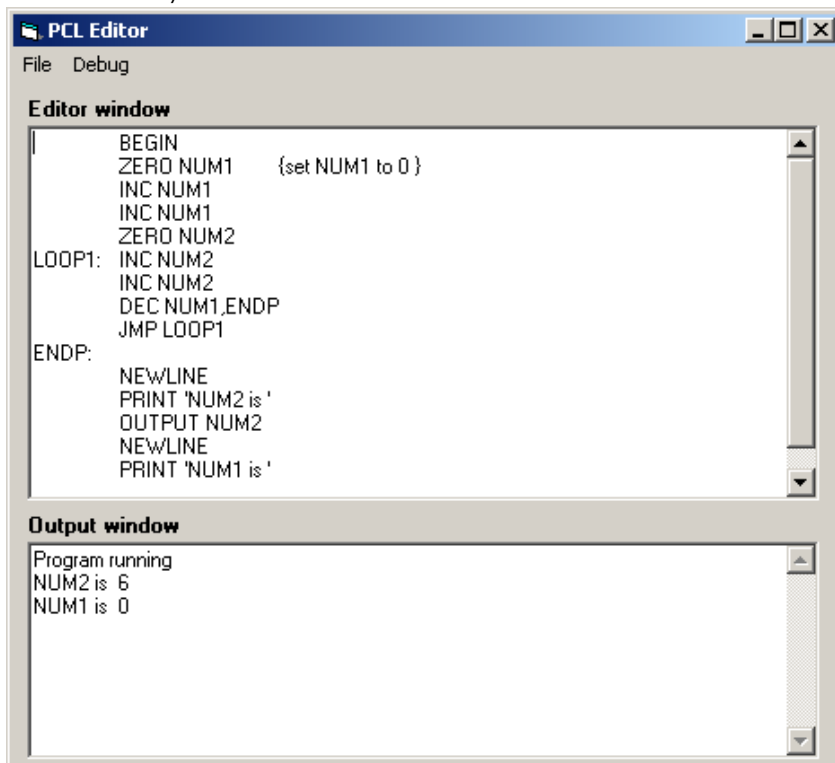 PCL Editor
File Debug
Editor window
BEGIN
ZERO NUM1 {set NUM1 to 0 }
INC NUM1
INC NUM1
ZERO NUM2
LOOP1: INC NUM2
INC NUM2
DEC NUM1,ENDP
JMP LOOP1
ENDP:
NEWLINE
PRINT 'NUM2 is '
OUTPUT NUM2
NEWLINE
PRINT 'NUM1 is '
Output window
Program running
NUM2 is 6
NUM1 is 0